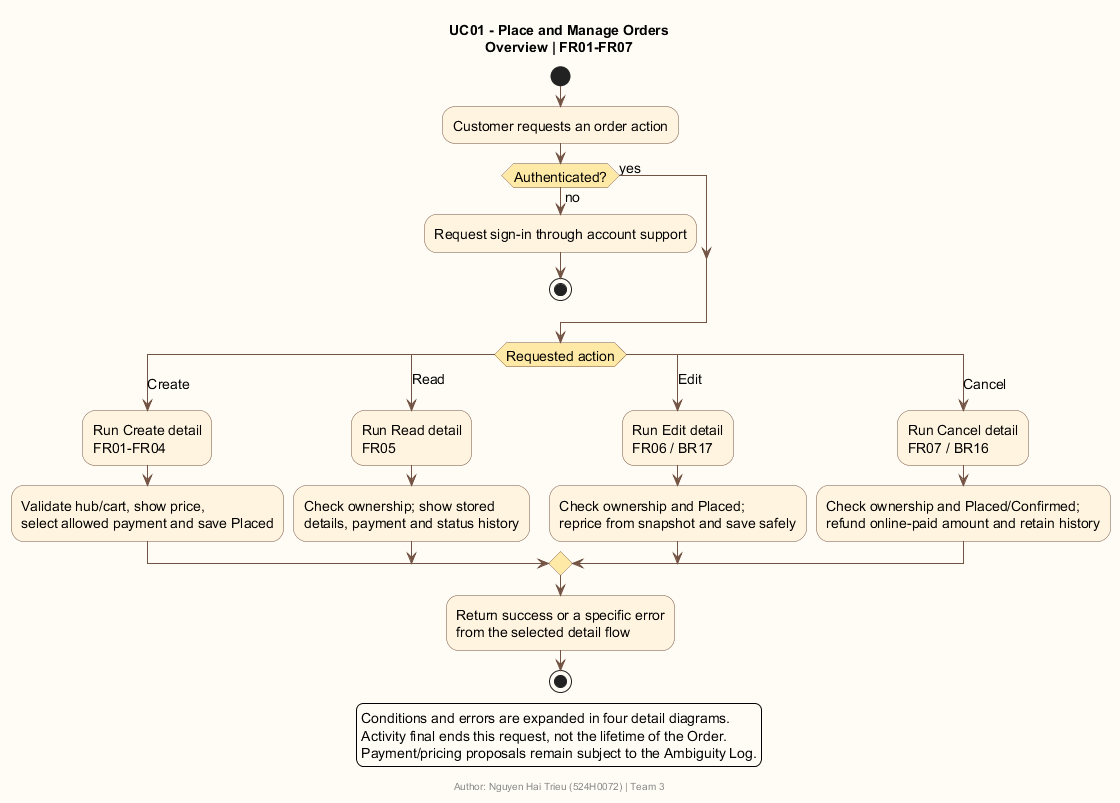 UC01 - Place and Manage Orders
Overview | FR01-FR07
Customer requests an order action
Authenticated?
yes
no
Request sign-in through account support
Requested action
Create
Read
Edit
Cancel
Run Create detail
FR01-FR04
Run Read detail
FR05
Run Edit detail
FR06 / BR17
Run Cancel detail
FR07 / BR16
Validate hub/cart, show price,
select allowed payment and save Placed
Check ownership; show stored
details, payment and status history
Check ownership and Placed;
reprice from snapshot and save safely
Check ownership and Placed/Confirmed;
refund online-paid amount and retain history
Return success or a specific error
from the selected detail flow
Conditions and errors are expanded in four detail diagrams.
Activity final ends this request, not the lifetime of the Order.
Payment/pricing proposals remain subject to the Ambiguity Log.
Author: Nguyen Hai Trieu (524H0072) | Team 3